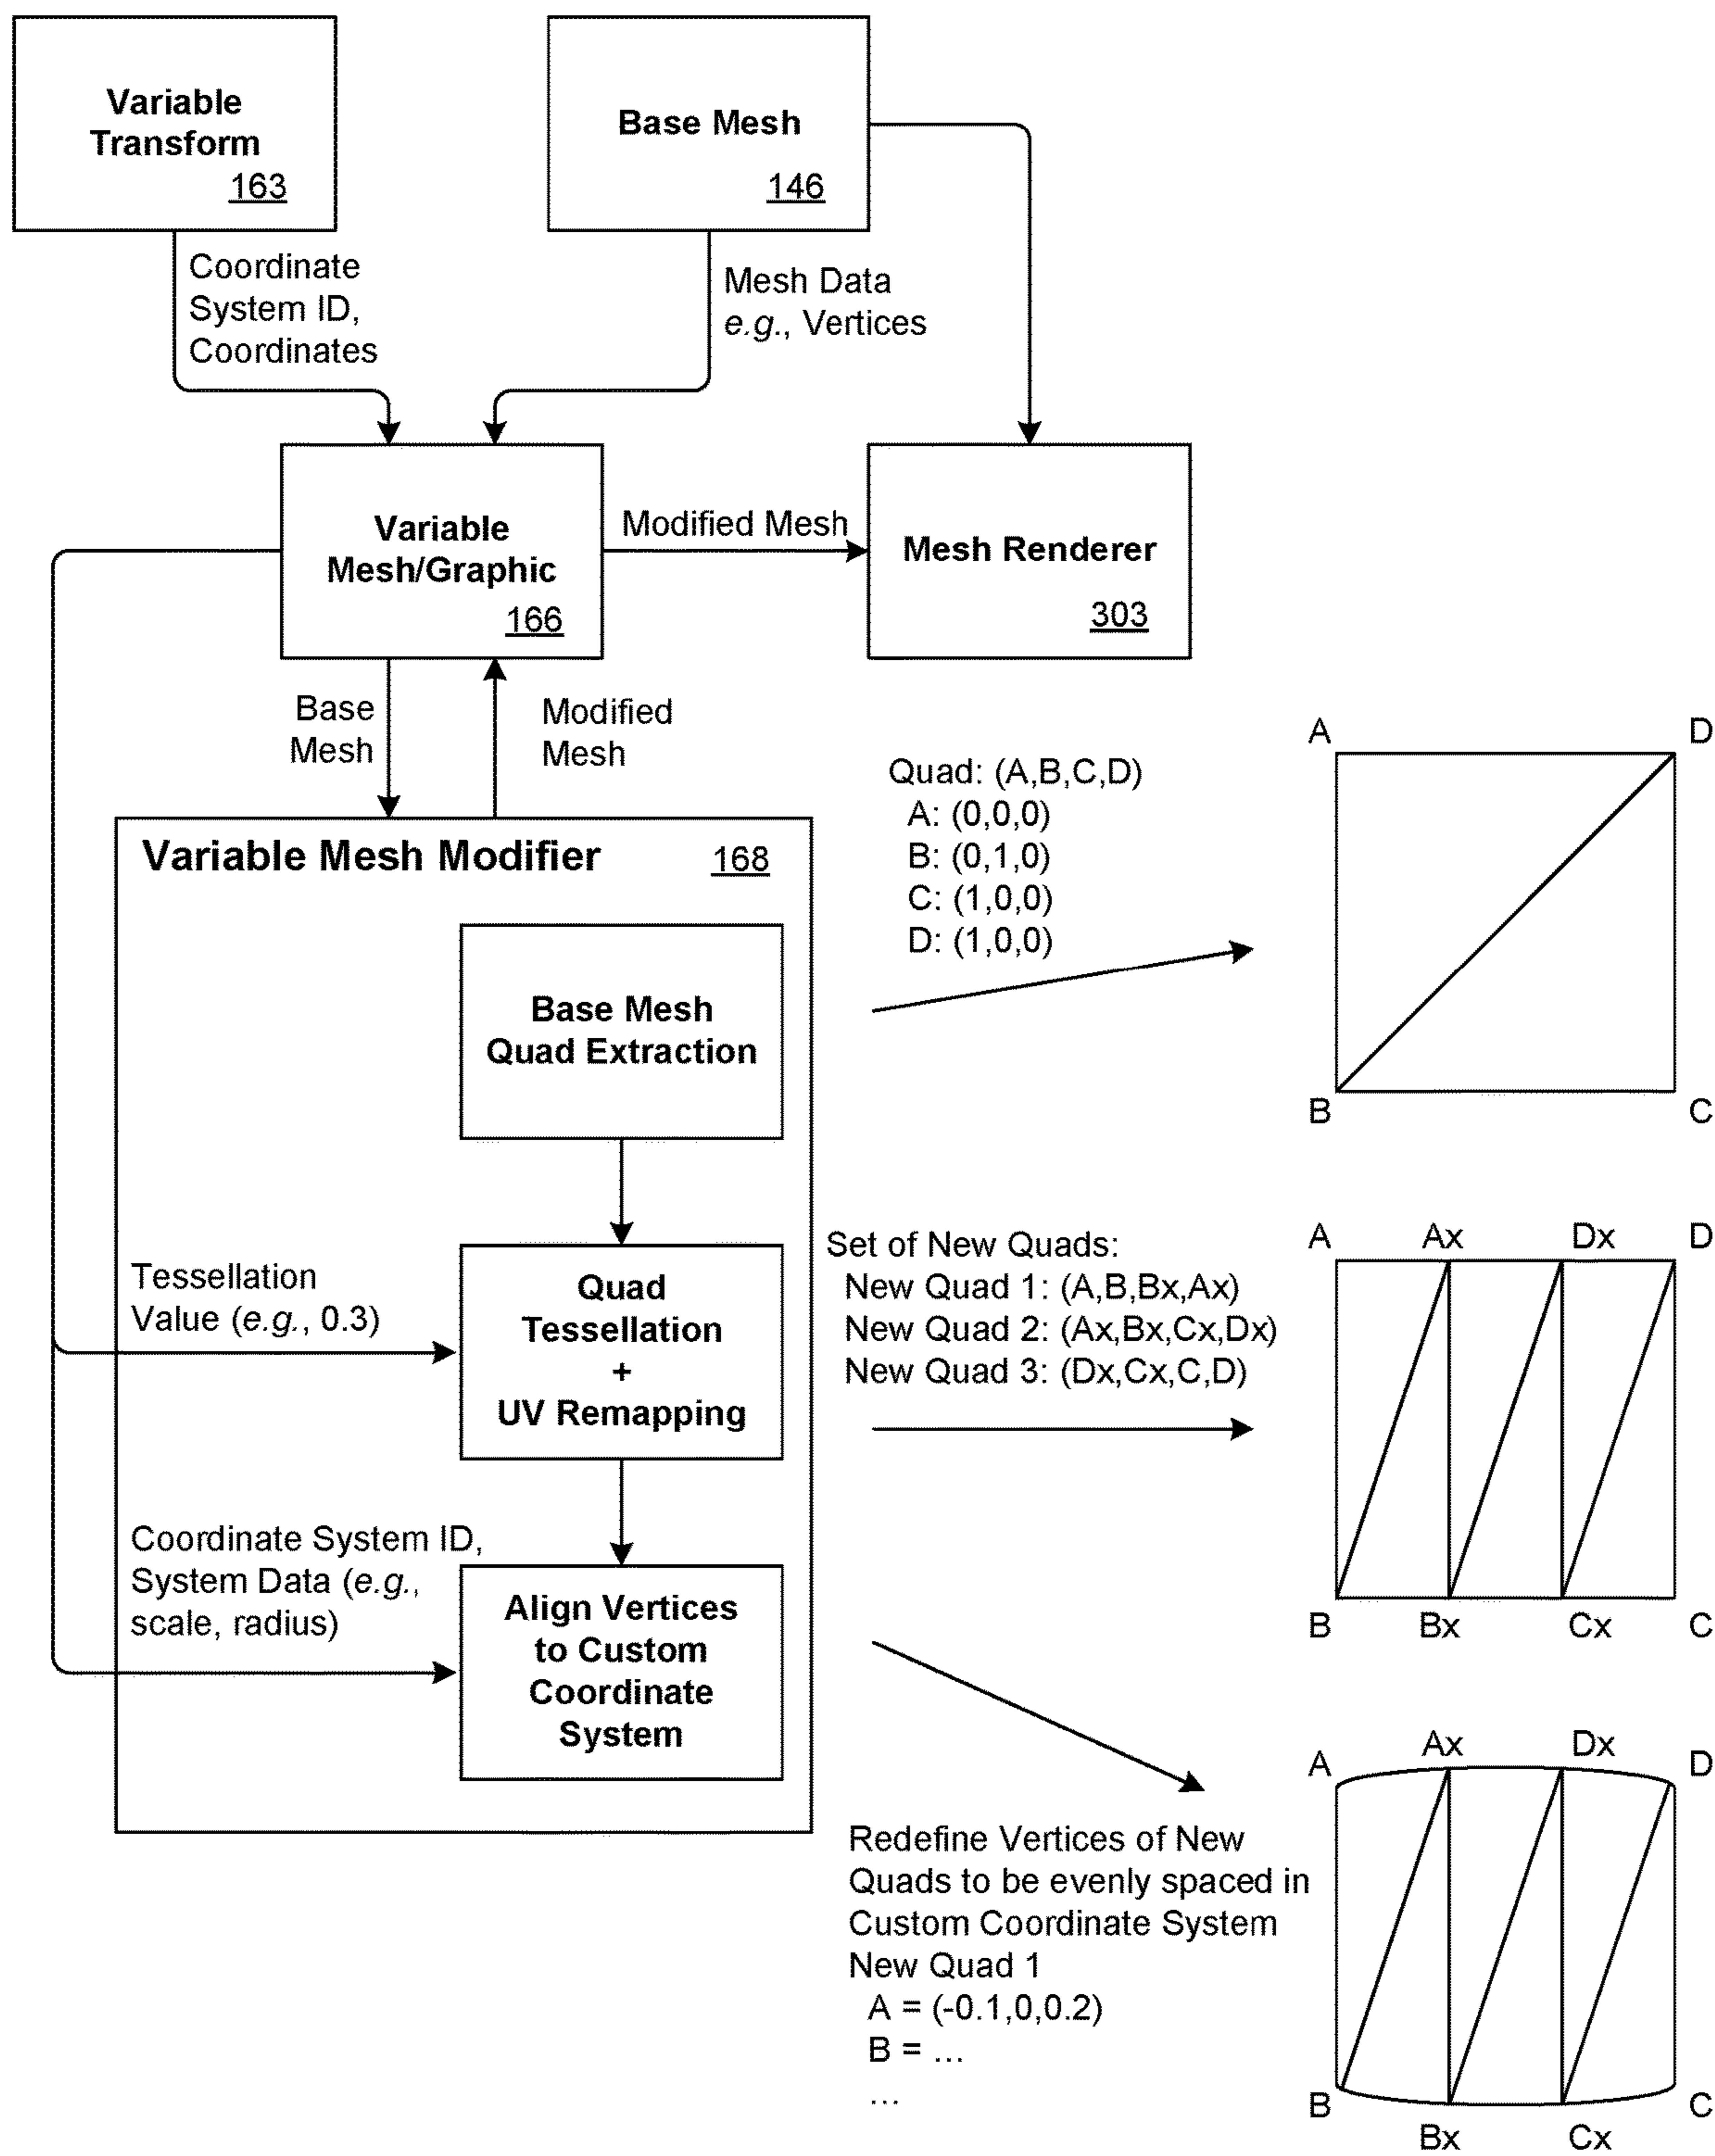 Variable
Transform
163
Base Mesh
146
Coordinate
System ID,
Coordinates
Mesh Data
e.g., Vertices
Variable
Mesh/Graphic
166
Modified Mesh
Mesh Renderer
303
Base
Mesh
Modified
Mesh
Variable Mesh Modifier
168
Base Mesh
Quad Extraction
Quad: (A,B,C,D)
A: (0,0,0)
B: (0,1,0)
C: (1,0,0)
D: (1,0,0)
A
D
B
C
Tessellation
Value (e.g., 0.3)
Quad
Tessellation
+
UV Remapping
Set of New Quads:
New Quad 1: (A,B,Bx,Ax)
New Quad 2: (Ax,Bx,Cx,Dx)
New Quad 3: (Dx,Cx,C,D)
A
Ax
Dx
D
B
Bx
Cx
C
Coordinate System ID,
System Data (e.g.,
scale, radius)
Align Vertices
to Custom
Coordinate
System
Redefine Vertices of New
Quads to be evenly spaced in
Custom Coordinate System
New Quad 1
A = (-0.1,0,0.2)
B = ...
...
A
Ax
Dx
D
B
Bx
Cx
C